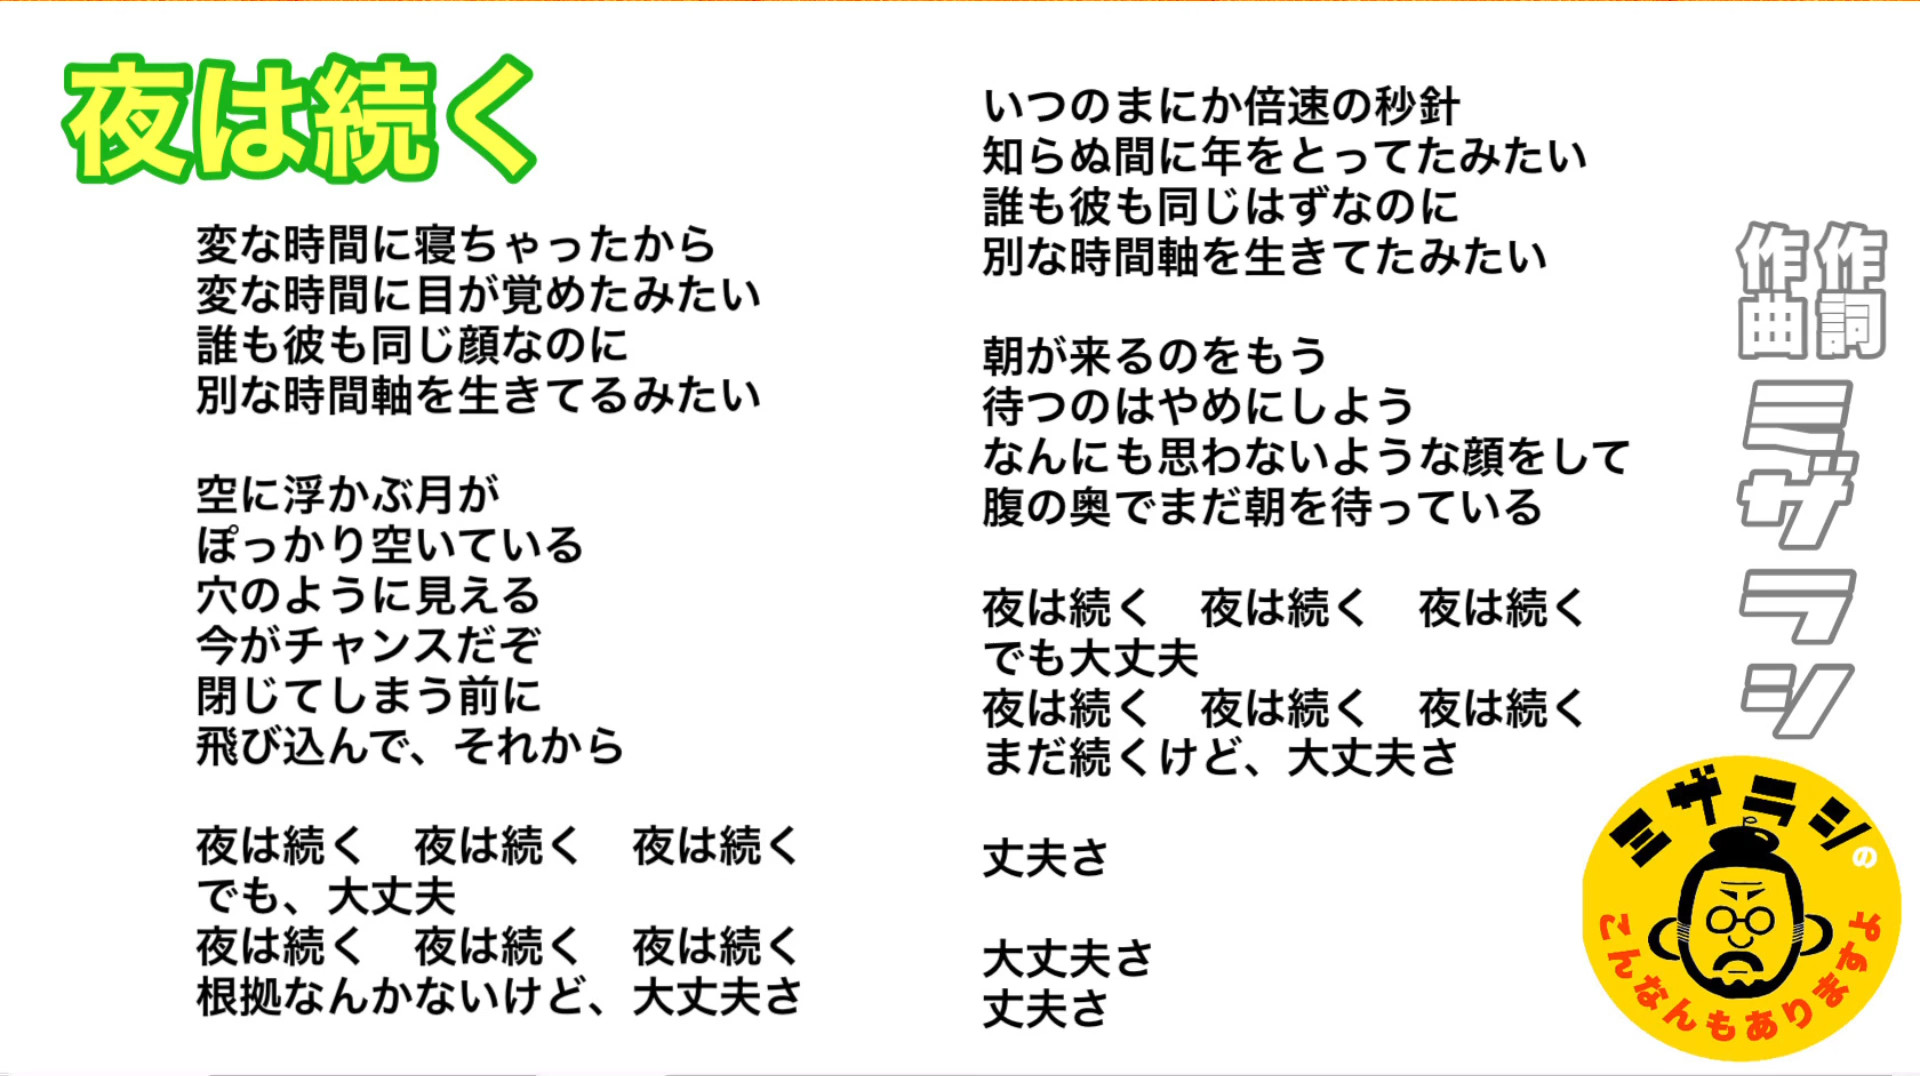 夜は続く
変な時間に寝ちゃったから
変な時間に目が覚めたみたい
誰も彼も同じ顔なのに
別な時間軸を生きてるみたい
空に浮かぶ月が
ぽっかり空いている
穴のように見える
今がチャンスだぞ
閉じてしまう前に
飛び込んで、それから
夜は続く　夜は続く　夜は続く
でも、大丈夫
夜は続く　夜は続く　夜は続く
根拠なんかないけど、大丈夫さ
いつのまにか倍速の秒針
知らぬ間に年をとってたみたい
誰も彼も同じはずなのに
別な時間軸を生きてたみたい
朝が来るのをもう
待つのはやめにしよう
なんにも思わないような顔をして
腹の奥でまだ朝を待っている
夜は続く　夜は続く　夜は続く
でも大丈夫
夜は続く　夜は続く　夜は続く
まだ続くけど、大丈夫さ
丈夫さ
大丈夫さ
丈夫さ
作詞
作曲
ミザラシ
ミザラシの
こんなんもありますよ